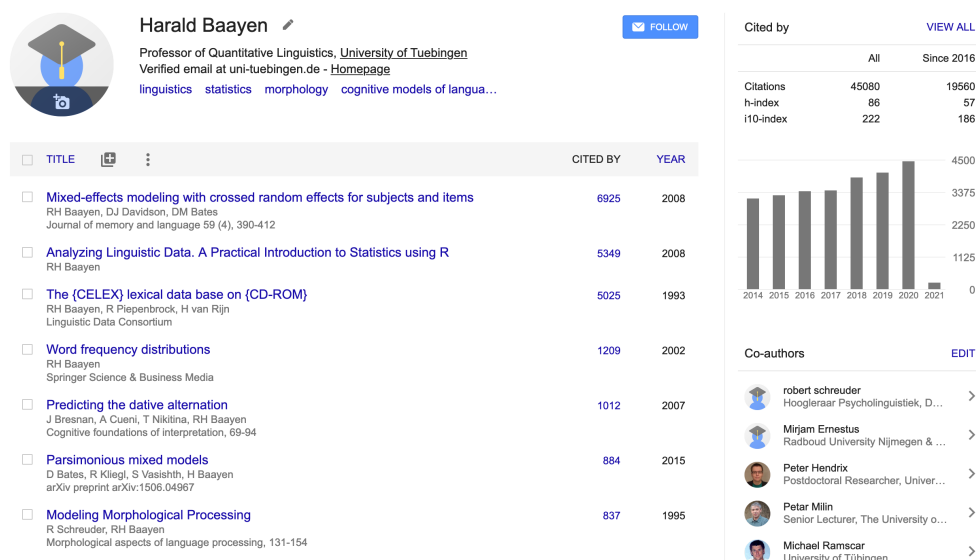 Harald Baayen
FOLLOW
Professor of Quantitative Linguistics, University of Tuebingen
Verified email at uni-tuebingen.de - Homepage
linguistics statistics morphology cognitive models of langua…
TITLE CITED BY YEAR
Mixed-effects modeling with crossed random effects for subjects and items 6925 2008
RH Baayen, DJ Davidson, DM Bates
Journal of memory and language 59 (4), 390-412
Analyzing Linguistic Data. A Practical Introduction to Statistics using R 5349 2008
RH Baayen
The {CELEX} lexical data base on {CD-ROM} 5025 1993
RH Baayen, R Piepenbrock, H van Rijn
Linguistic Data Consortium
Word frequency distributions 1209 2002
RH Baayen
Springer Science & Business Media
Predicting the dative alternation 1012 2007
J Bresnan, A Cueni, T Nikitina, RH Baayen
Cognitive foundations of interpretation, 69-94
Parsimonious mixed models 884 2015
D Bates, R Kliegl, S Vasishth, H Baayen
arXiv preprint arXiv:1506.04967
Modeling Morphological Processing 837 1995
R Schreuder, RH Baayen
Morphological aspects of language processing, 131-154
Cited by VIEW ALL
All Since 2016
Citations 45080 19560
h-index 86 57
i10-index 222 186
4500
3375
2250
1125
0
2014 2015 2016 2017 2018 2019 2020 2021
Co-authors EDIT
robert schreuder
Hoogleraar Psycholinguistiek, D…
Mirjam Ernestus
Radboud University Nijmegen & …
Peter Hendrix
Postdoctoral Researcher, Univer…
Petar Milin
Senior Lecturer, The University o…
Michael Ramscar
University of Tübingen